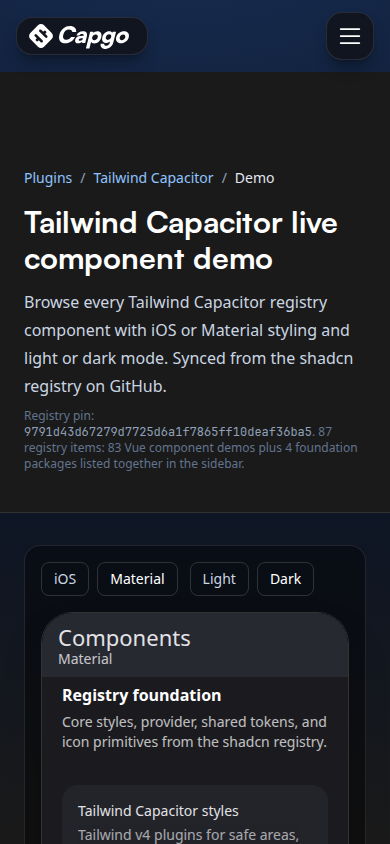 Capgo
Plugins / Tailwind Capacitor / Demo
Tailwind Capacitor live
component demo
Browse every Tailwind Capacitor registry
component with iOS or Material styling and
light or dark mode. Synced from the shadcn
registry on GitHub.
Registry pin:
9791d43d67279d7725d6a1f7865ff10deaf36ba5. 87
registry items: 83 Vue component demos plus 4 foundation
packages listed together in the sidebar.
iOS Material Light Dark
Components
Material
Registry foundation
Core styles, provider, shared tokens, and
icon primitives from the shadcn registry.
Tailwind Capacitor styles
Tailwind v4 plugins for safe areas,